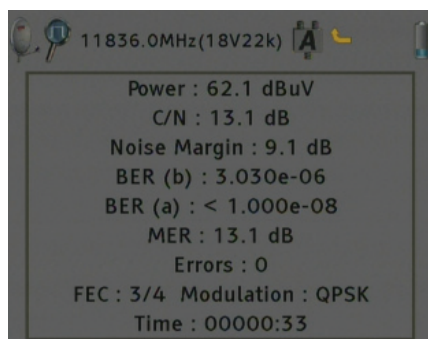 11836.0MHz(18V22k) A
Power : 62.1 dBuV
C/N : 13.1 dB
Noise Margin : 9.1 dB
BER (b) : 3.030e-06
BER (a) : < 1.000e-08
MER : 13.1 dB
Errors : 0
FEC : 3/4 Modulation : QPSK
Time : 00000:33